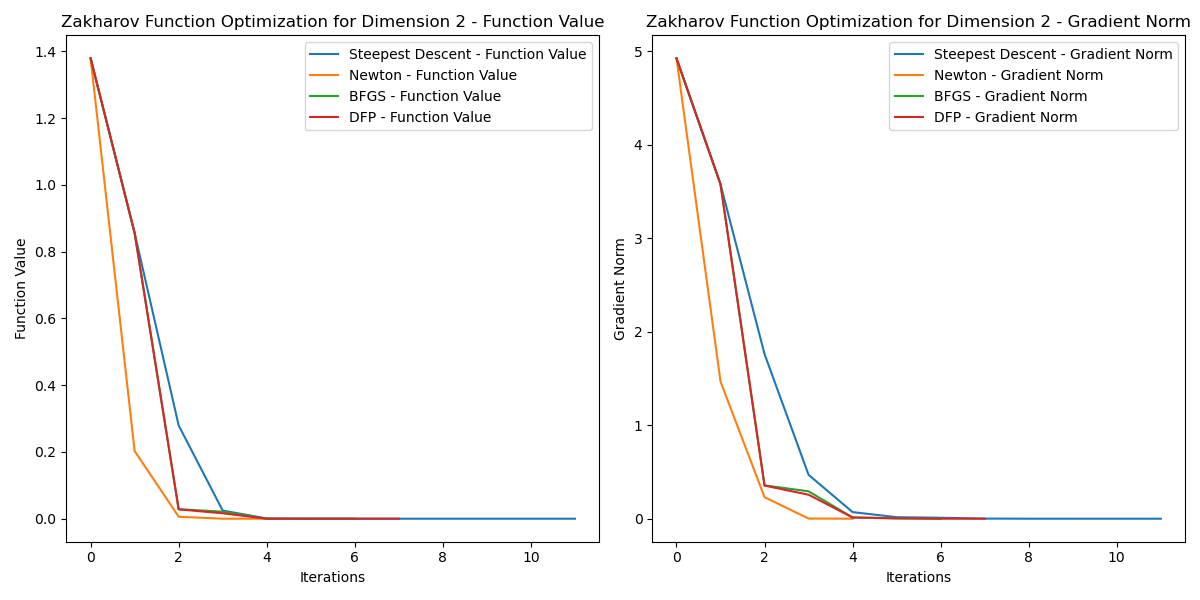 Zakharov Function Optimization for Dimension 2 - Function Value
1.4
1.2
1.0
0.8
0.6
0.4
0.2
0.0
Function Value
0
2
4
6
8
10
Iterations
Steepest Descent - Function Value
Newton - Function Value
BFGS - Function Value
DFP - Function Value
Zakharov Function Optimization for Dimension 2 - Gradient Norm
5
4
3
2
1
0
Gradient Norm
0
2
4
6
8
10
Iterations
Steepest Descent - Gradient Norm
Newton - Gradient Norm
BFGS - Gradient Norm
DFP - Gradient Norm